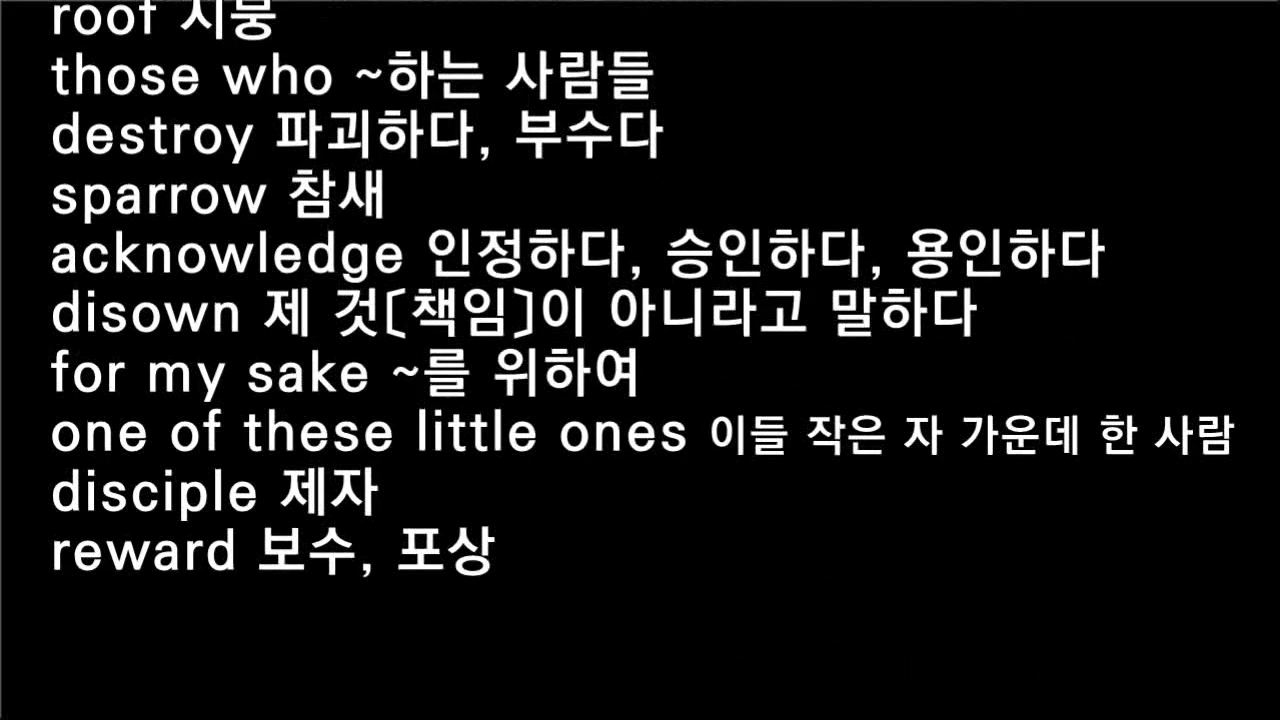 roof 지붕
those who ~하는 사람들
destroy 파괴하다, 부수다
sparrow 참새
acknowledge 인정하다, 승인하다, 용인하다
disown 제 것〔책임〕이 아니라고 말하다
for my sake ~를 위하여
one of these little ones 이들 작은 자 가운데 한 사람
disciple 제자
reward 보수, 포상